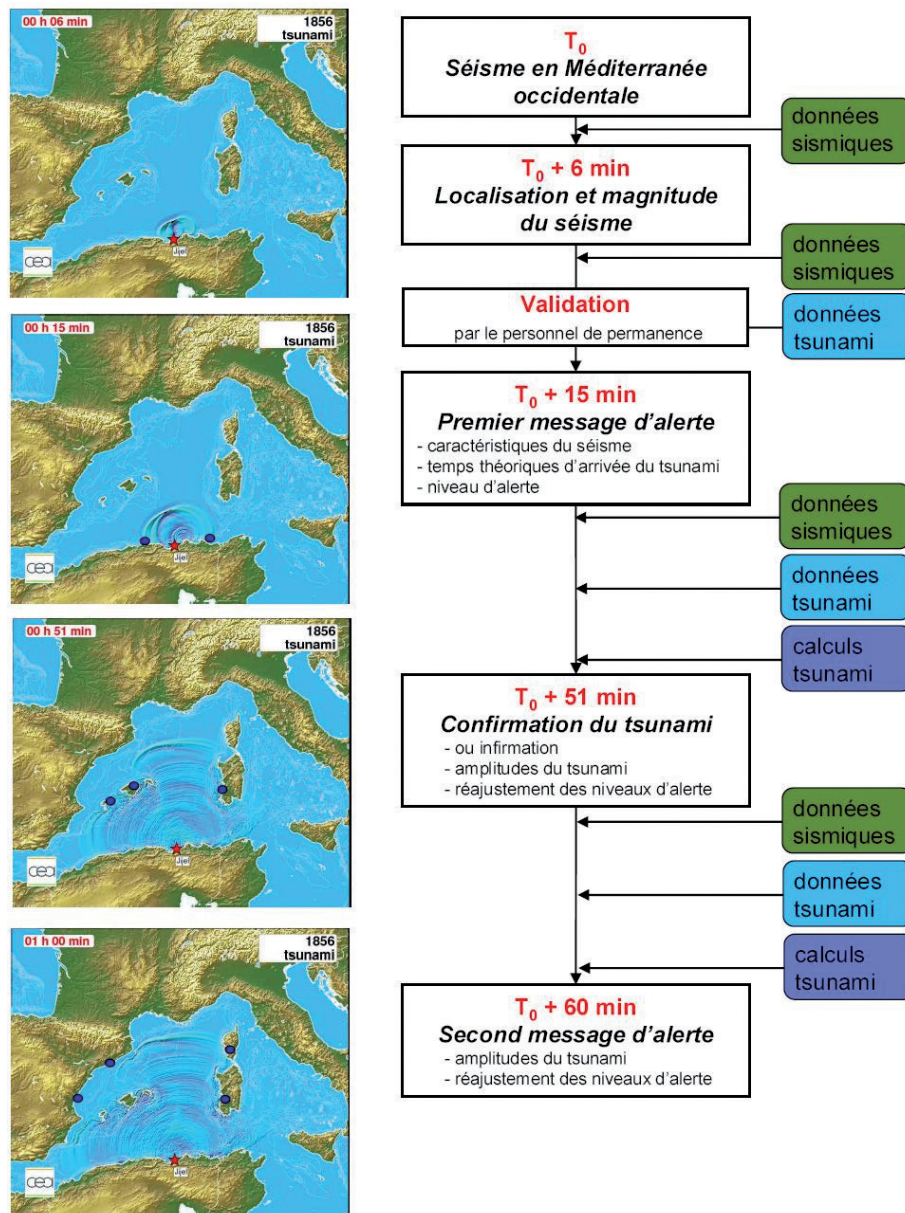 00 h 06 min
1856
tsunami
Jijel
cea
00 h 15 min
1856
tsunami
Jijel
cea
00 h 51 min
1856
tsunami
Jijel
cea
01 h 00 min
1856
tsunami
Jijel
cea
T0
Séisme en Méditerranée
occidentale
données
sismiques
T0 + 6 min
Localisation et magnitude
du séisme
données
sismiques
Validation
par le personnel de permanence
données
tsunami
T0 + 15 min
Premier message d'alerte
- caractéristiques du séisme
- temps théoriques d'arrivée du tsunami
- niveau d'alerte
données
sismiques
données
tsunami
calculs
tsunami
T0 + 51 min
Confirmation du tsunami
- ou infirmation
- amplitudes du tsunami
- réajustement des niveaux d'alerte
données
sismiques
données
tsunami
calculs
tsunami
T0 + 60 min
Second message d'alerte
- amplitudes du tsunami
- réajustement des niveaux d'alerte